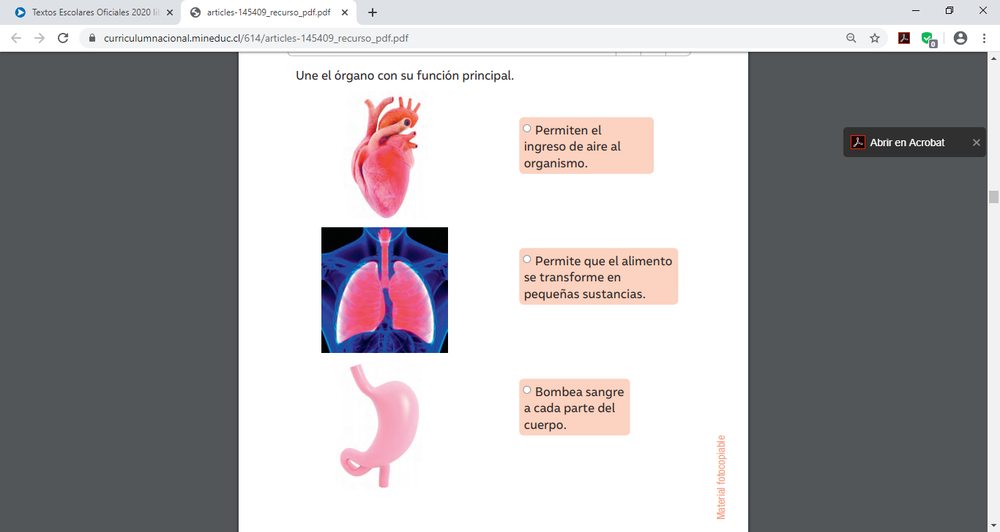 Textos Escolares Oficiales 2020 li
articles-145409_recurso_pdf.pdf
curriculumnacional.mineduc.cl/614/articles-145409_recurso_pdf.pdf
0
Une el órgano con su función principal.
Permiten el
ingreso de aire al
organismo.
Abrir en Acrobat
Permite que el alimento
se transforme en
pequeñas sustancias.
Bombea sangre
a cada parte del
cuerpo.
Material fotocopiable